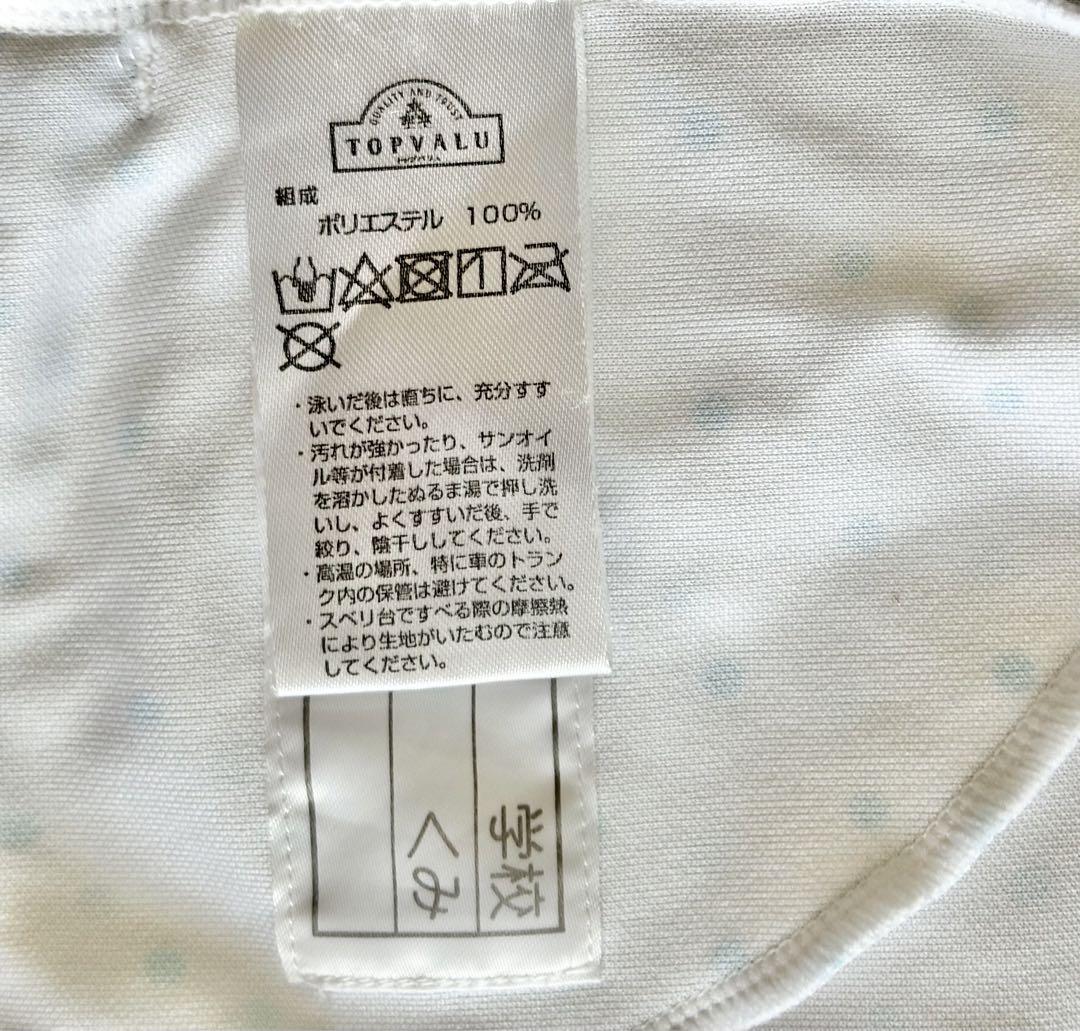 QUALITY AND TRUST
TOPVALU
トップバリュ
組成
ポリエステル 100%
・泳いだ後は直ちに、充分すす
いでください。
・汚れが強かったり、サンオイ
ル等が付着した場合は、洗剤
を溶かしたぬるま湯で押し洗
いし、よくすすいだ後、手で
絞り、陰干ししてください。
・高温の場所、特に車のトラン
ク内の保管は避けてください。
・スベリ台ですべる際の摩擦熱
により生地がいたむので注意
してください。
学校
くみ